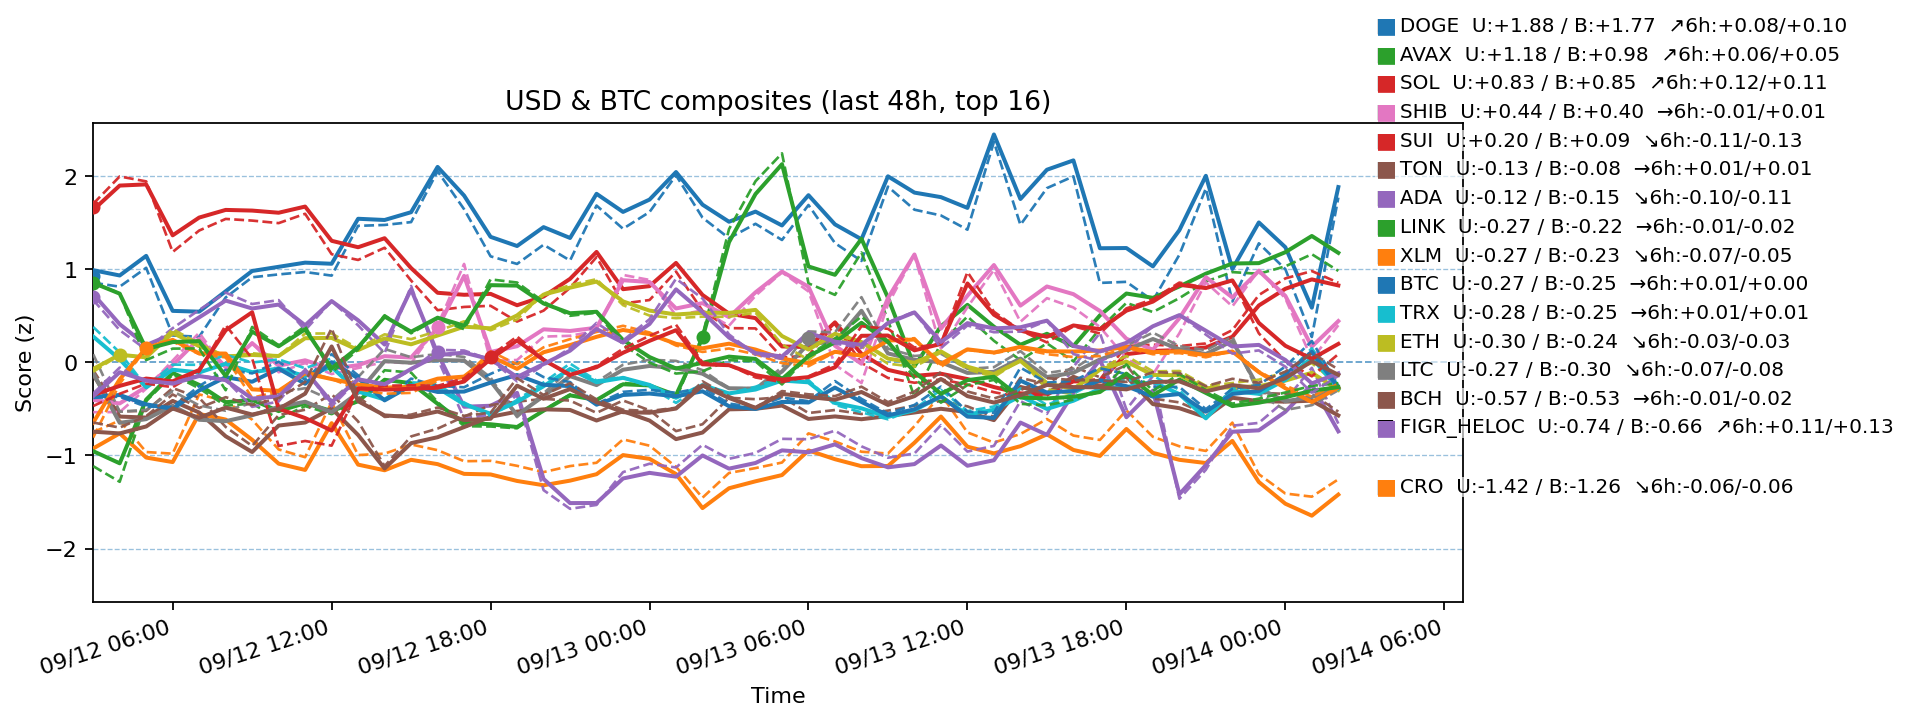 DOGE  U:+1.88 / B:+1.77  ↗6h:+0.08/+0.10
AVAX  U:+1.18 / B:+0.98  ↗6h:+0.06/+0.05
SOL  U:+0.83 / B:+0.85  ↗6h:+0.12/+0.11
SHIB  U:+0.44 / B:+0.40  →6h:-0.01/+0.01
SUI  U:+0.20 / B:+0.09  ↘6h:-0.11/-0.13
TON  U:-0.13 / B:-0.08  →6h:+0.01/+0.01
ADA  U:-0.12 / B:-0.15  ↘6h:-0.10/-0.11
LINK  U:-0.27 / B:-0.22  →6h:-0.01/-0.02
XLM  U:-0.27 / B:-0.23  ↘6h:-0.07/-0.05
BTC  U:-0.27 / B:-0.25  →6h:+0.01/+0.00
TRX  U:-0.28 / B:-0.25  →6h:+0.01/+0.01
ETH  U:-0.30 / B:-0.24  ↘6h:-0.03/-0.03
LTC  U:-0.27 / B:-0.30  ↘6h:-0.07/-0.08
BCH  U:-0.57 / B:-0.53  →6h:-0.01/-0.02
FIGR_HELOC  U:-0.74 / B:-0.66  ↗6h:+0.11/+0.13
CRO  U:-1.42 / B:-1.26  ↘6h:-0.06/-0.06
USD & BTC composites (last 48h, top 16)
Score (z)
2
1
0
−1
−2
09/12 06:00
09/12 12:00
09/12 18:00
09/13 00:00
09/13 06:00
09/13 12:00
09/13 18:00
09/14 00:00
09/14 06:00
Time